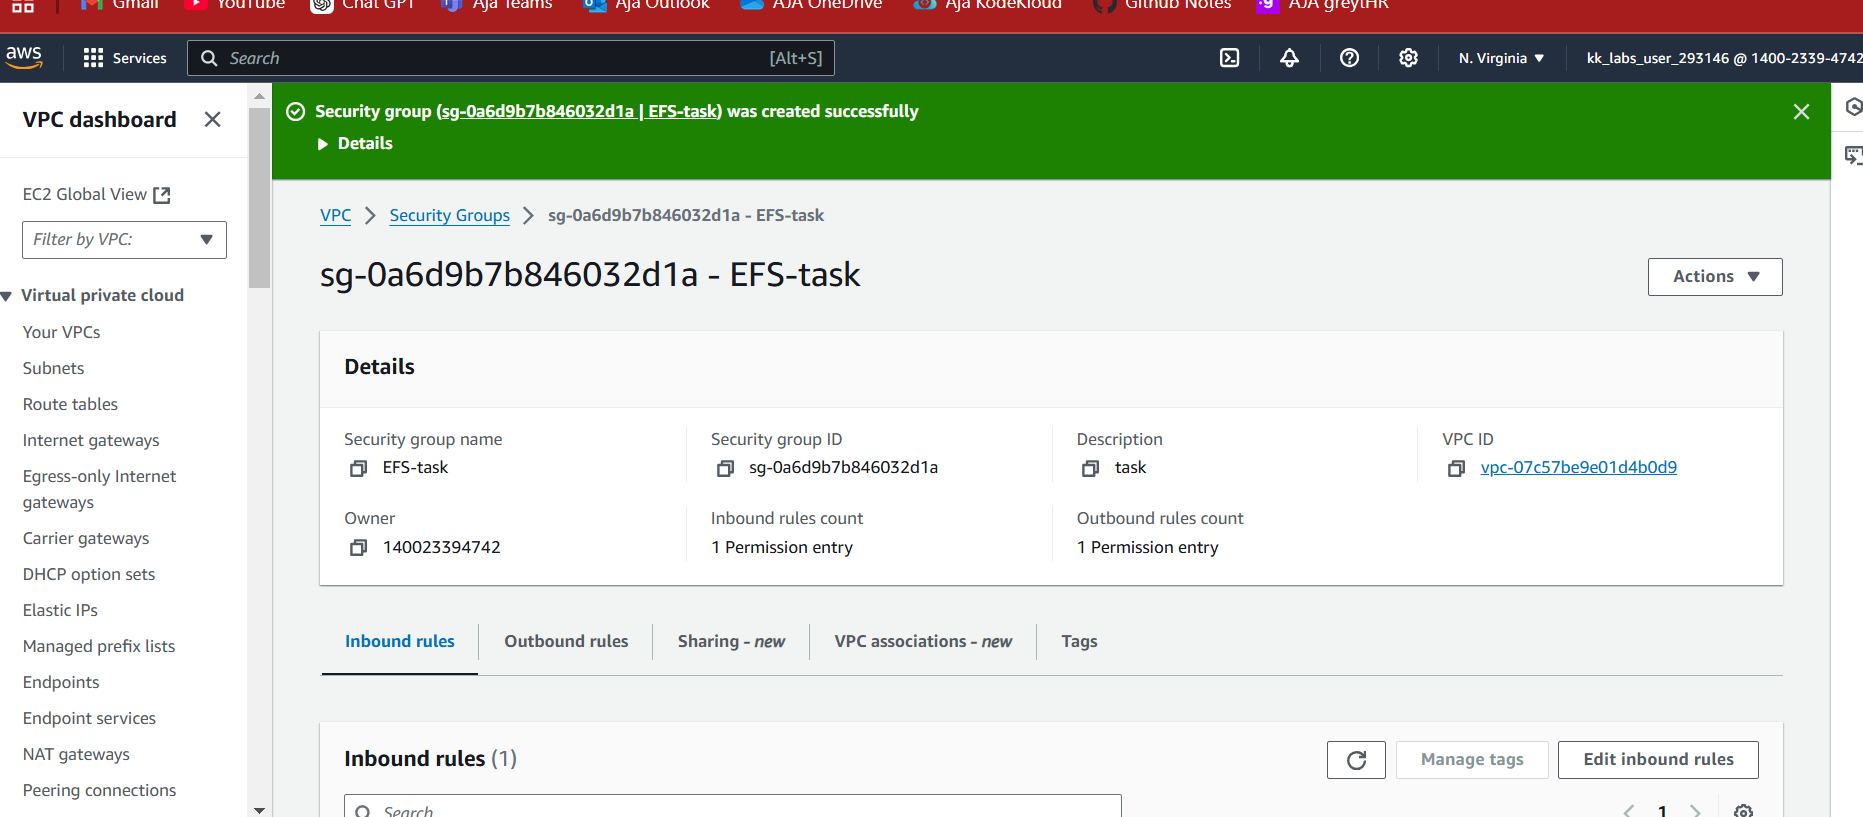 Gmail YouTube Chat GPT Aja Teams Aja Outlook AJA OneDrive Aja KodeKloud Github Notes AJA greytHR
aws Services Search [Alt+S] N. Virginia kk_labs_user_293146 @ 1400-2339-4742
VPC dashboard
EC2 Global View
Filter by VPC:
Virtual private cloud
Your VPCs
Subnets
Route tables
Internet gateways
Egress-only Internet
gateways
Carrier gateways
DHCP option sets
Elastic IPs
Managed prefix lists
Endpoints
Endpoint services
NAT gateways
Peering connections
Security group (sg-0a6d9b7b846032d1a | EFS-task) was created successfully
Details
VPC Security Groups sg-0a6d9b7b846032d1a - EFS-task
sg-0a6d9b7b846032d1a - EFS-task
Actions
Details
Security group name Security group ID Description VPC ID
EFS-task sg-0a6d9b7b846032d1a task vpc-07c57be9e01d4b0d9
Owner Inbound rules count Outbound rules count
140023394742 1 Permission entry 1 Permission entry
Inbound rules Outbound rules Sharing - new VPC associations - new Tags
Inbound rules (1) Manage tags Edit inbound rules
Search 1